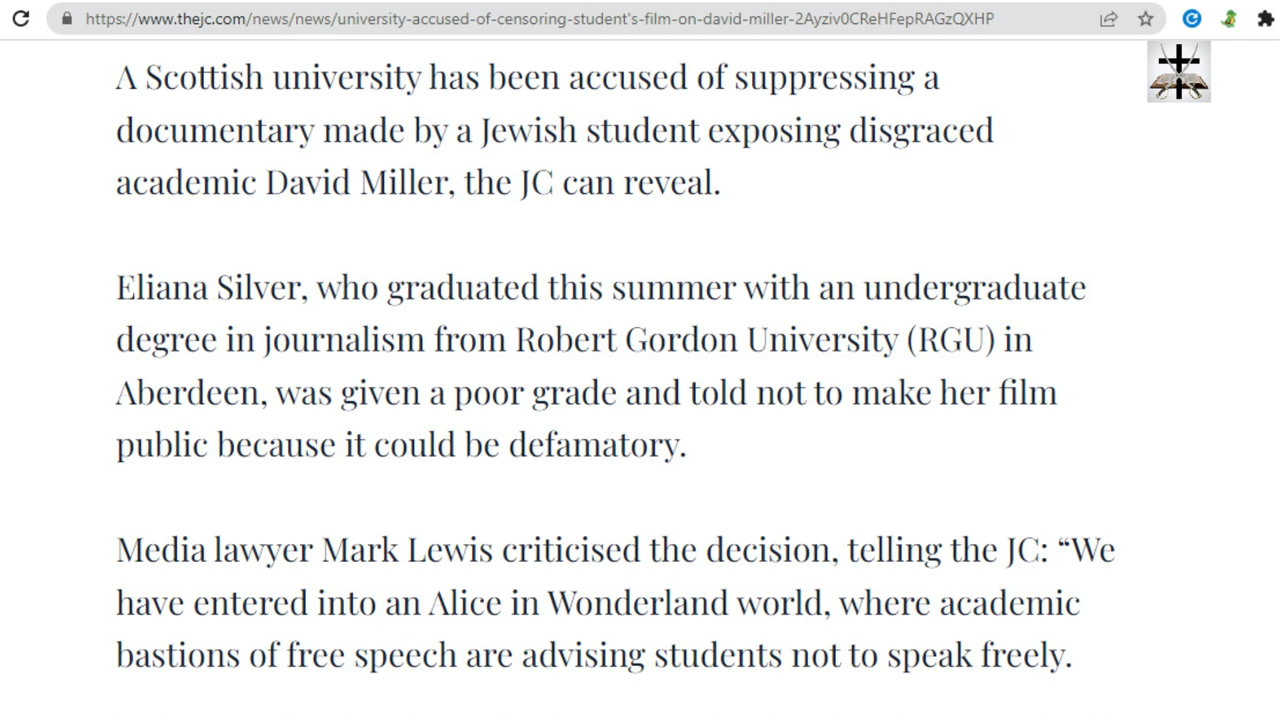 https://www.thejc.com/news/news/university-accused-of-censoring-student's-film-on-david-miller-2Ayziv0CReHFepRAGzQXHP
A Scottish university has been accused of suppressing a
documentary made by a Jewish student exposing disgraced
academic David Miller, the JC can reveal.
Eliana Silver, who graduated this summer with an undergraduate
degree in journalism from Robert Gordon University (RGU) in
Aberdeen, was given a poor grade and told not to make her film
public because it could be defamatory.
Media lawyer Mark Lewis criticised the decision, telling the JC: “We
have entered into an Alice in Wonderland world, where academic
bastions of free speech are advising students not to speak freely.